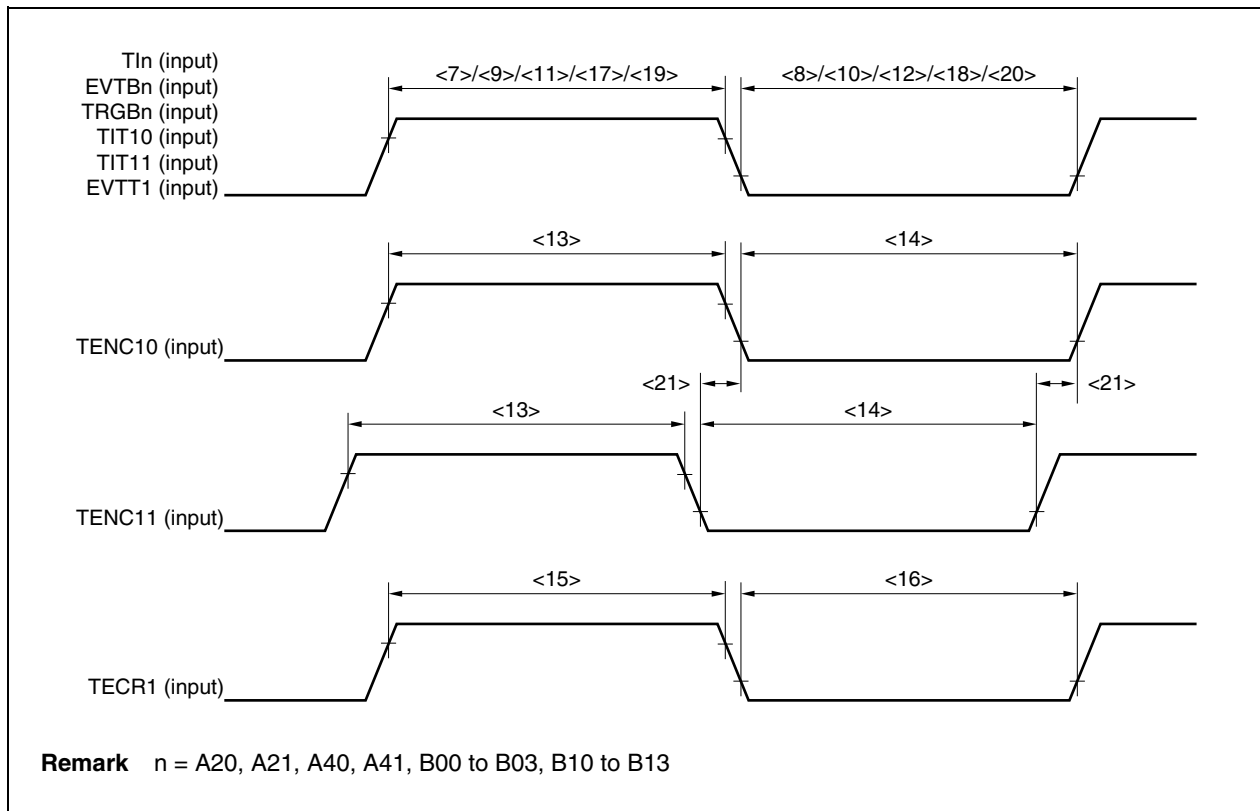 TIn (input)
EVTBn (input)
TRGBn (input)
TIT10 (input)
TIT11 (input)
EVTT1 (input)
<7>/<9>/<11>/<17>/<19>
<8>/<10>/<12>/<18>/<20>
<13>
<14>
TENC10 (input)
<21>
<21>
<13>
<14>
TENC11 (input)
<15>
<16>
TECR1 (input)
Remark n = A20, A21, A40, A41, B00 to B03, B10 to B13